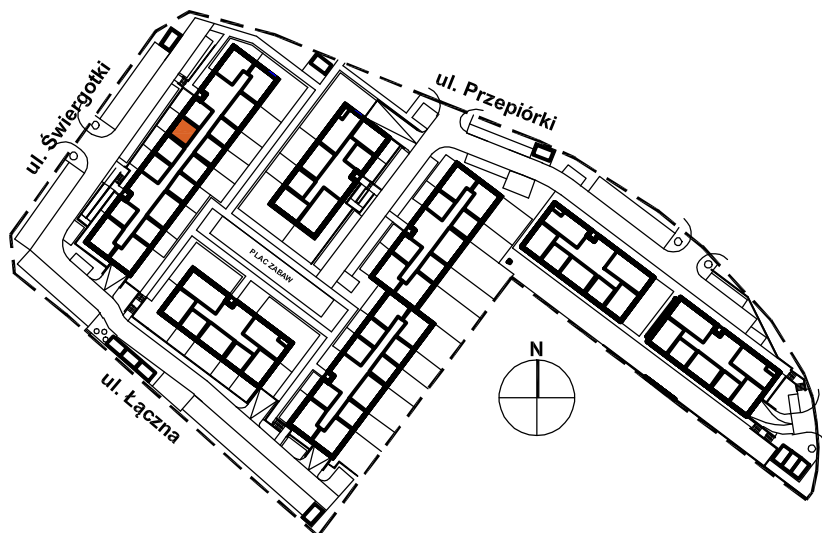 ul. Świergotki
ul. Przepiórki
PLAC ZABAW
N
ul. Łączna